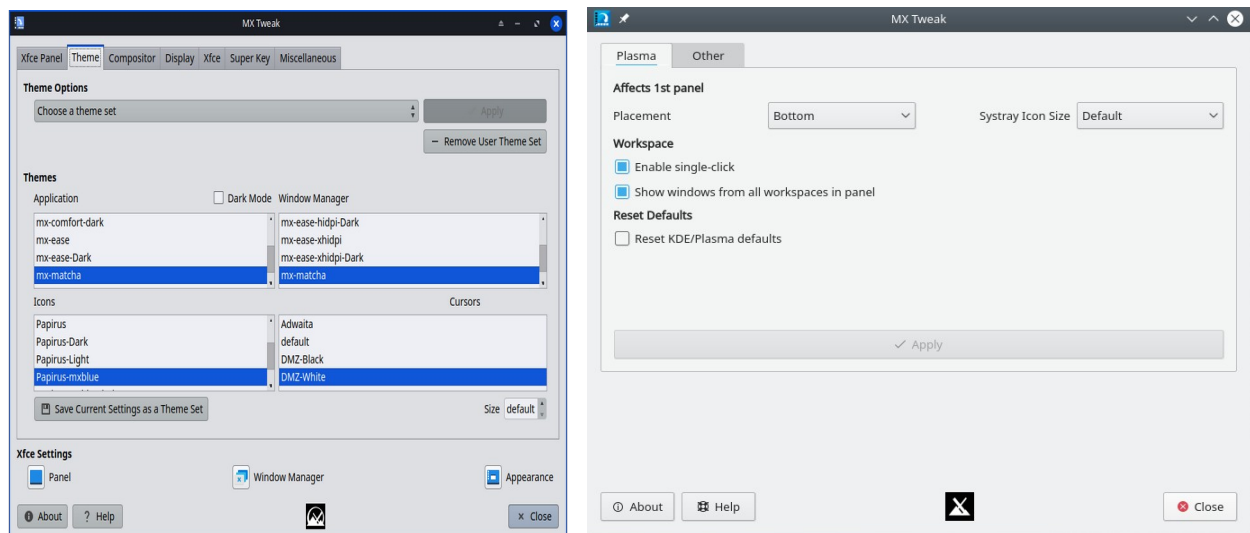 MX Tweak
Xfce Panel Theme Compositor Display Xfce Super Key Miscellaneous
Theme Options
Choose a theme set Apply
Remove User Theme Set
Themes
Application Dark Mode Window Manager
mx-comfort-dark mx-ease-hidpi-Dark
mx-ease mx-ease-xhidpi
mx-ease-Dark mx-ease-xhidpi-Dark
mx-matcha mx-matcha
Icons Cursors
Papirus Adwaita
Papirus-Dark default
Papirus-Light DMZ-Black
Papirus-mxblue DMZ-White
Save Current Settings as a Theme Set Size default
Xfce Settings
Panel Window Manager Appearance
About ? Help x Close
MX Tweak
Plasma Other
Affects 1st panel
Placement Bottom Systray Icon Size Default
Workspace
Enable single-click
Show windows from all workspaces in panel
Reset Defaults
Reset KDE/Plasma defaults
Apply
About Help Close